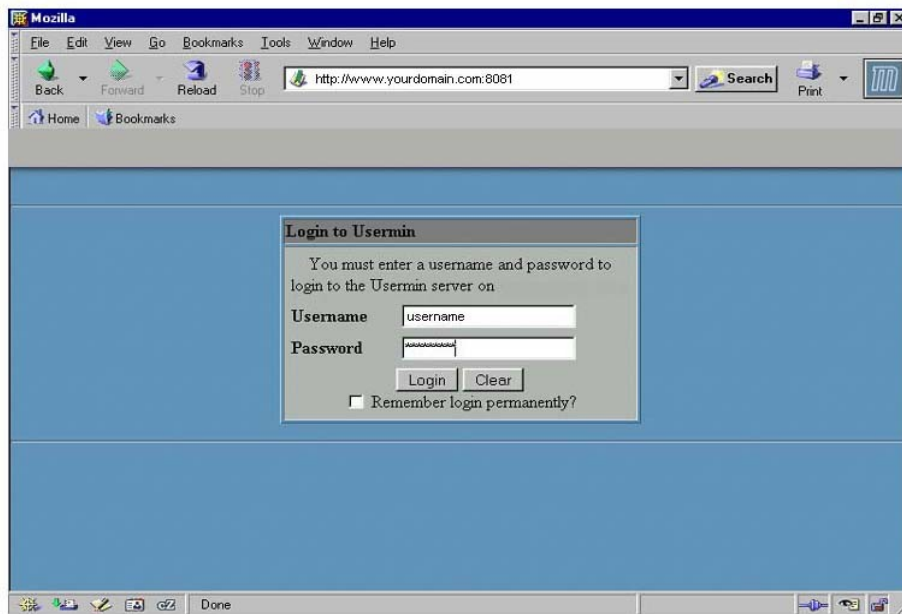 Mozilla
File Edit View Go Bookmarks Tools Window Help
Back Forward Reload Stop http://www.yourdomain.com:8081 Search Print m
Home Bookmarks
Login to Usermin
You must enter a username and password to
login to the Usermin server on
Username username
Password *********
Login Clear
Remember login permanently?
Done